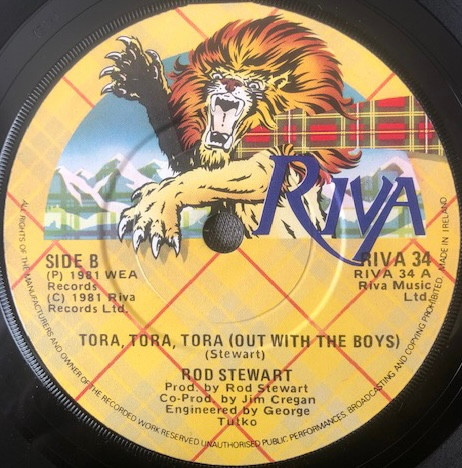 RIVA
SIDE B
(P) 1981 WEA
Records
(C) 1981 Riva
Records Ltd.
RIVA 34
RIVA 34 A
Riva Music
Ltd.
TORA, TORA, TORA (OUT WITH THE BOYS)
(Stewart)
ROD STEWART
Prod. by Rod Stewart
Co-Prod. by Jim Cregan
Engineered by George
Tutko
ALL RIGHTS OF THE MANUFACTURERS AND OWNER OF THE RECORDED WORK RESERVED. UNAUTHORISED PUBLIC PERFORMANCES, BROADCASTING AND COPYING PROHIBITED. MADE IN IRELAND